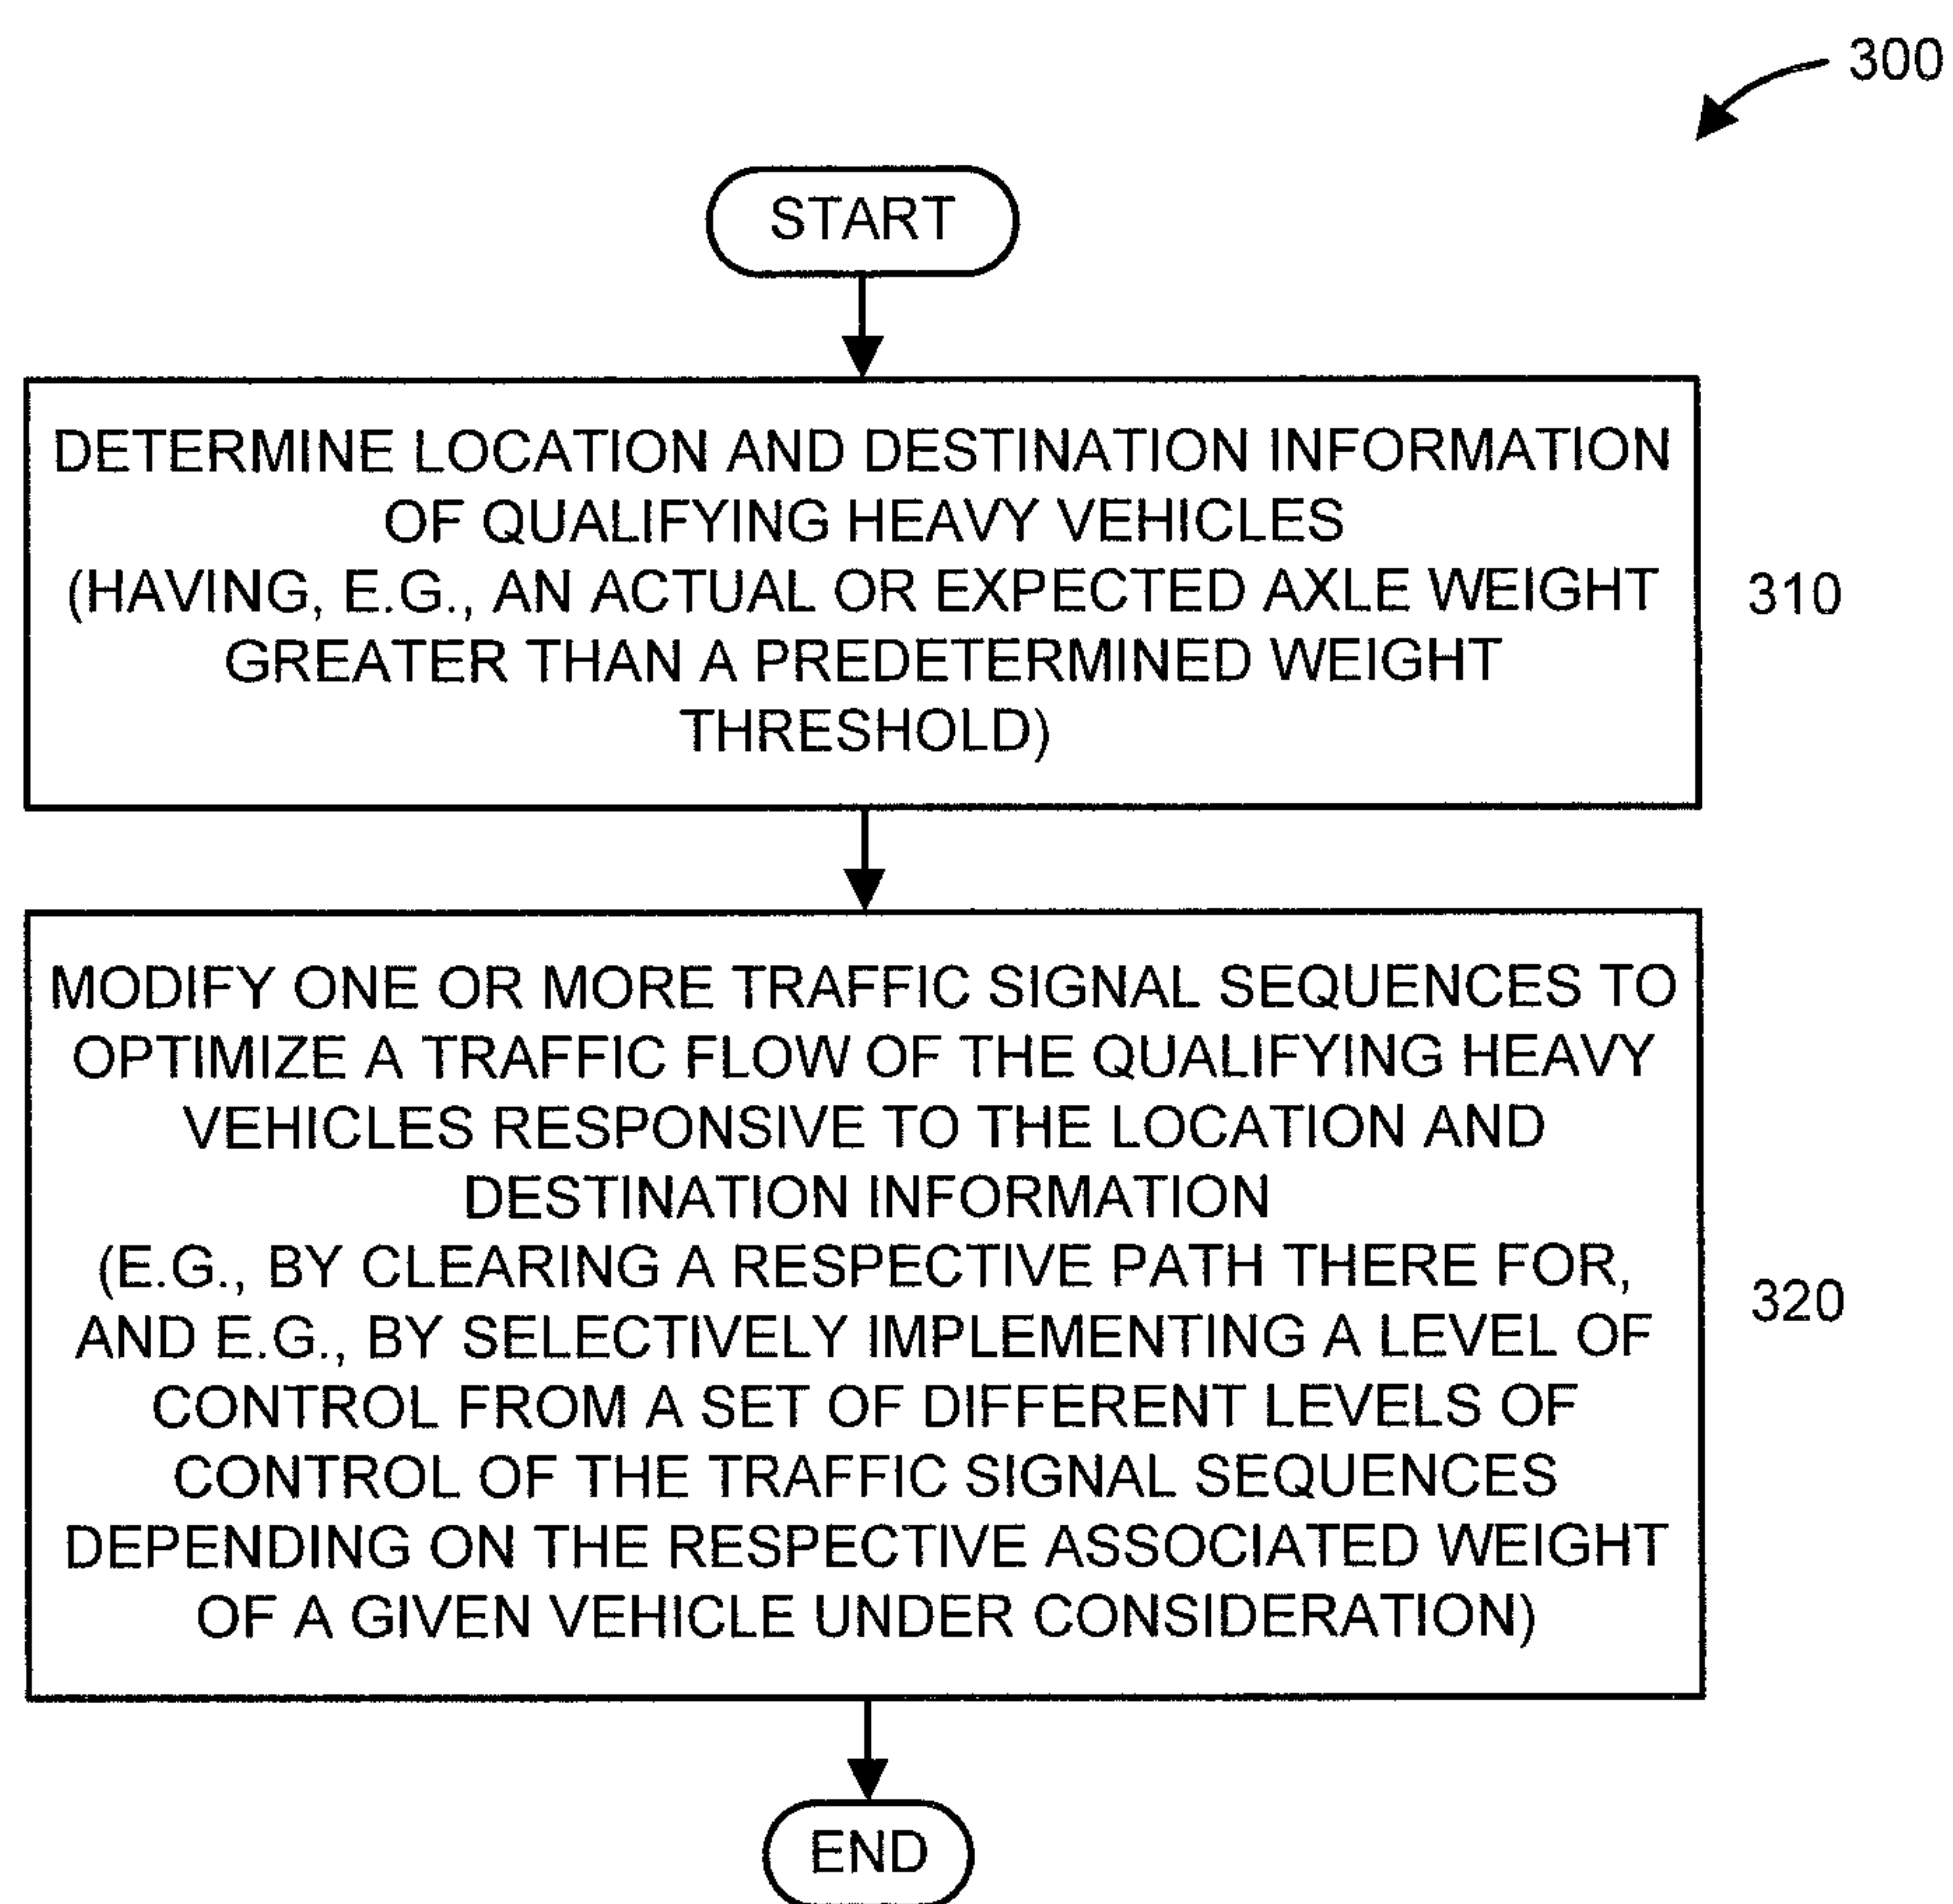 300
START
DETERMINE LOCATION AND DESTINATION INFORMATION
OF QUALIFYING HEAVY VEHICLES
(HAVING, E.G., AN ACTUAL OR EXPECTED AXLE WEIGHT
GREATER THAN A PREDETERMINED WEIGHT
THRESHOLD)
310
MODIFY ONE OR MORE TRAFFIC SIGNAL SEQUENCES TO
OPTIMIZE A TRAFFIC FLOW OF THE QUALIFYING HEAVY
VEHICLES RESPONSIVE TO THE LOCATION AND
DESTINATION INFORMATION
(E.G., BY CLEARING A RESPECTIVE PATH THERE FOR,
AND E.G., BY SELECTIVELY IMPLEMENTING A LEVEL OF
CONTROL FROM A SET OF DIFFERENT LEVELS OF
CONTROL OF THE TRAFFIC SIGNAL SEQUENCES
DEPENDING ON THE RESPECTIVE ASSOCIATED WEIGHT
OF A GIVEN VEHICLE UNDER CONSIDERATION)
320
END